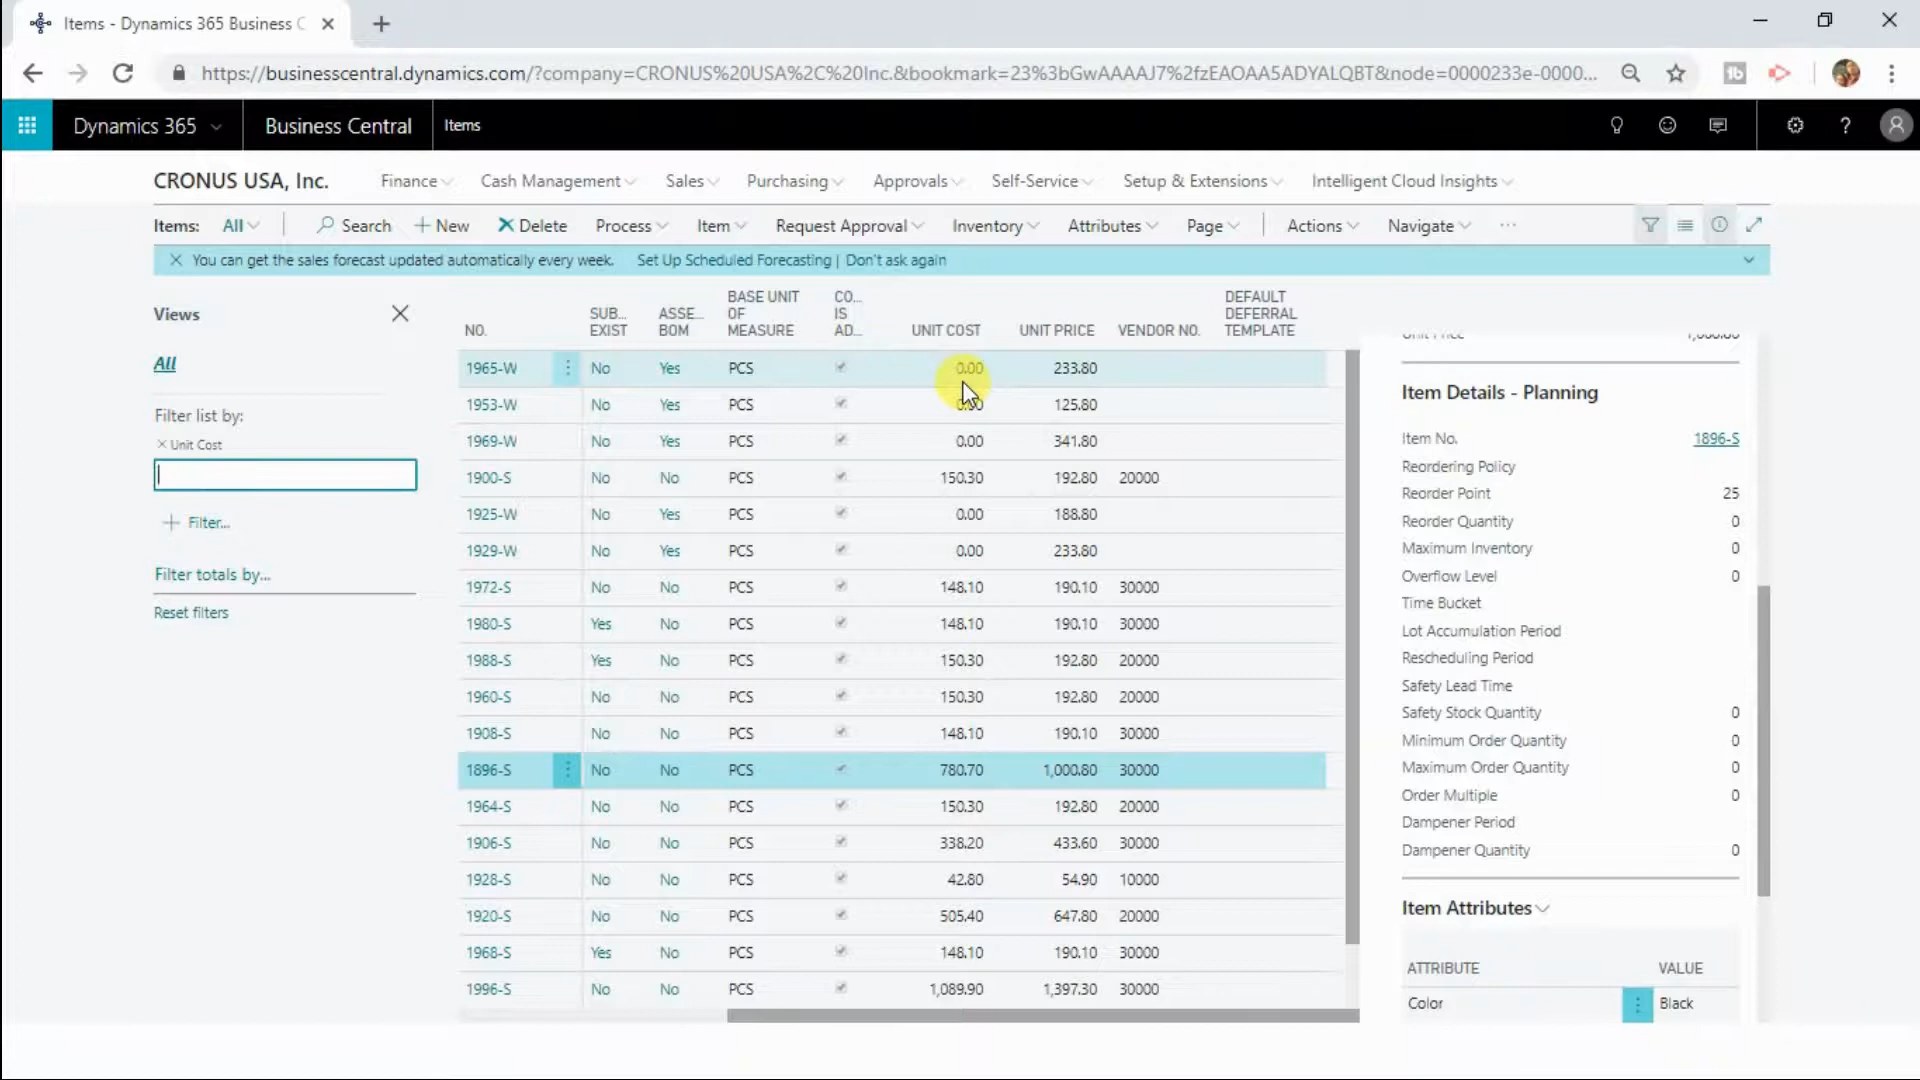 Items - Dynamics 365 Business C
https://businesscentral.dynamics.com/?company=CRONUS%20USA%2C%20Inc.&bookmark=23%3bGwAAAAJ7%2fzEAOAA5ADYALQBT&node=0000233e-0000...
Dynamics 365 Business Central Items
CRONUS USA, Inc. Finance Cash Management Sales Purchasing Approvals Self-Service Setup & Extensions Intelligent Cloud Insights
Items: All Search + New Delete Process Item Request Approval Inventory Attributes Page Actions Navigate ...
You can get the sales forecast updated automatically every week. Set Up Scheduled Forecasting | Don't ask again
Views
All
Filter list by:
× Unit Cost
+ Filter...
Filter totals by...
Reset filters
NO. SUB... EXIST ASSE... BOM BASE UNIT OF MEASURE CO... IS AD... UNIT COST UNIT PRICE VENDOR NO. DEFAULT DEFERRAL TEMPLATE
1965-W No Yes PCS 0.00 233.80
1953-W No Yes PCS 0.00 125.80
1969-W No Yes PCS 0.00 341.80
1900-S No No PCS 150.30 192.80 20000
1925-W No Yes PCS 0.00 188.80
1929-W No Yes PCS 0.00 233.80
1972-S No No PCS 148.10 190.10 30000
1980-S Yes No PCS 148.10 190.10 30000
1988-S Yes No PCS 150.30 192.80 20000
1960-S No No PCS 150.30 192.80 20000
1908-S No No PCS 148.10 190.10 30000
1896-S No No PCS 780.70 1,000.80 30000
1964-S No No PCS 150.30 192.80 20000
1906-S No No PCS 338.20 433.60 30000
1928-S No No PCS 42.80 54.90 10000
1920-S No No PCS 505.40 647.80 20000
1968-S Yes No PCS 148.10 190.10 30000
1996-S No No PCS 1,089.90 1,397.30 30000
Item Details - Planning
Item No. 1896-S
Reordering Policy
Reorder Point 25
Reorder Quantity 0
Maximum Inventory 0
Overflow Level 0
Time Bucket
Lot Accumulation Period
Rescheduling Period
Safety Lead Time
Safety Stock Quantity 0
Minimum Order Quantity 0
Maximum Order Quantity 0
Order Multiple 0
Dampener Period
Dampener Quantity 0
Item Attributes
ATTRIBUTE VALUE
Color Black